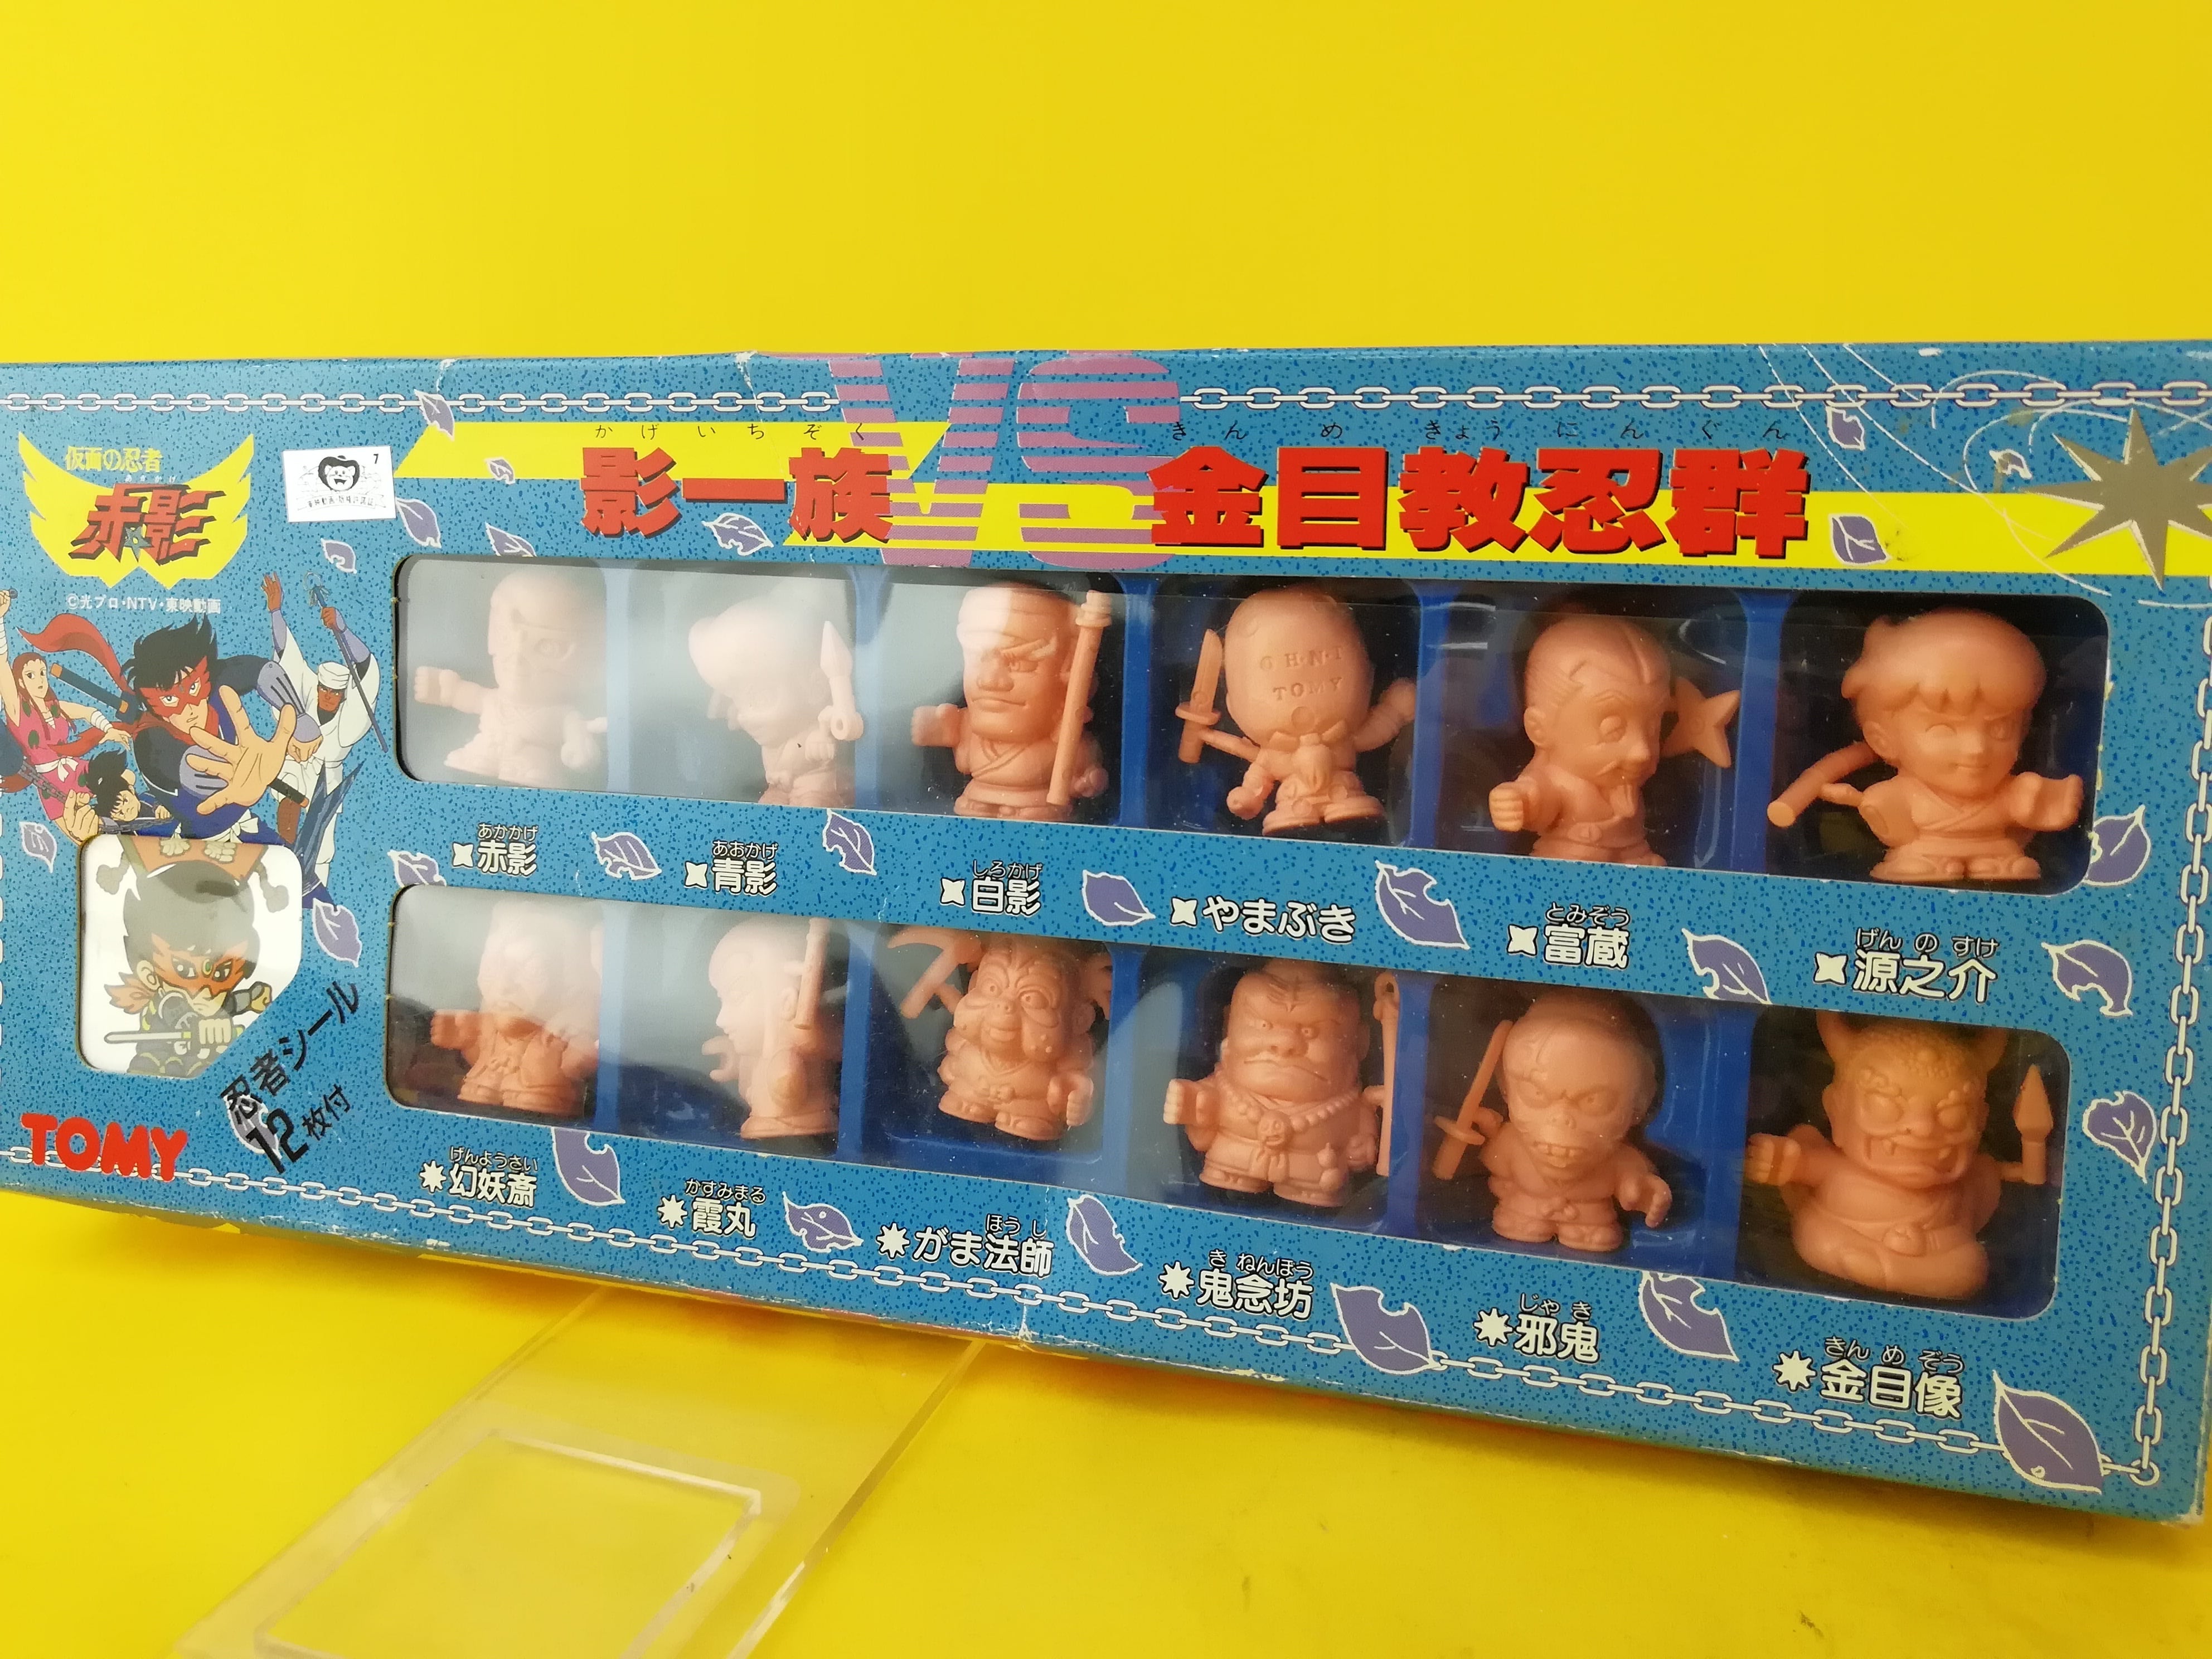 VS
かげいちぞく
影一族
きんめきょうにんぐん
金目教忍群
仮面の忍者
あかかげ
赤影
7
©光プロ・NTV・東映動画
G・H・N・T
TOMY
あかかげ
赤影
あおかげ
青影
しろかげ
白影
やまぶき
とみぞう
富蔵
げんのすけ
源之介
忍者シール
12枚付
TOMY
げんようさい
幻妖斎
かすみまる
霞丸
ほうし
がま法師
きねんぼう
鬼念坊
じゃき
邪鬼
きんめぞう
金目像